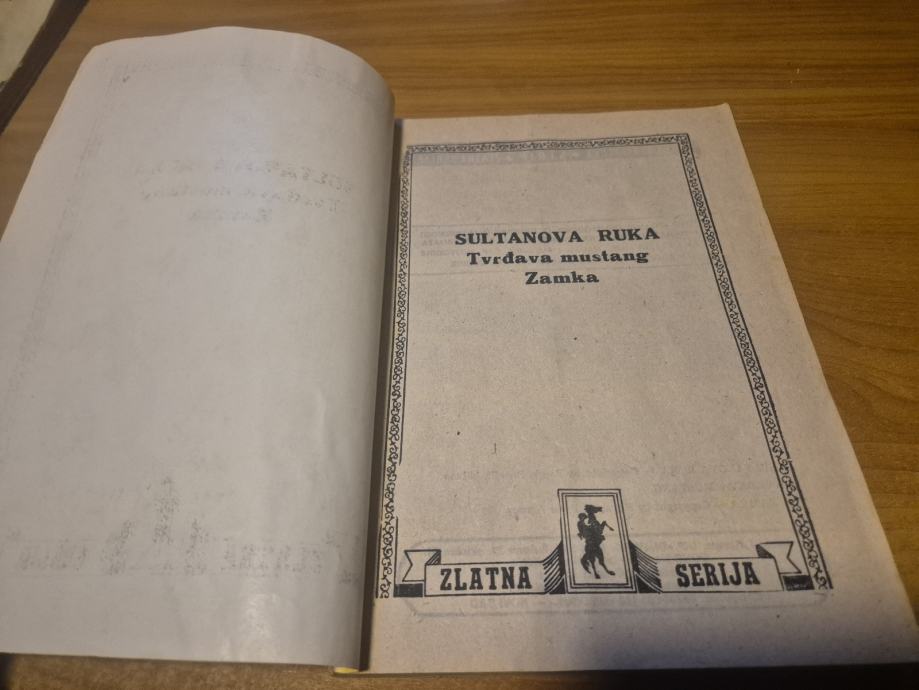 SULTANOVA RUKA
Tvrđava mustang
Zamka
ZLATNA SERIJA